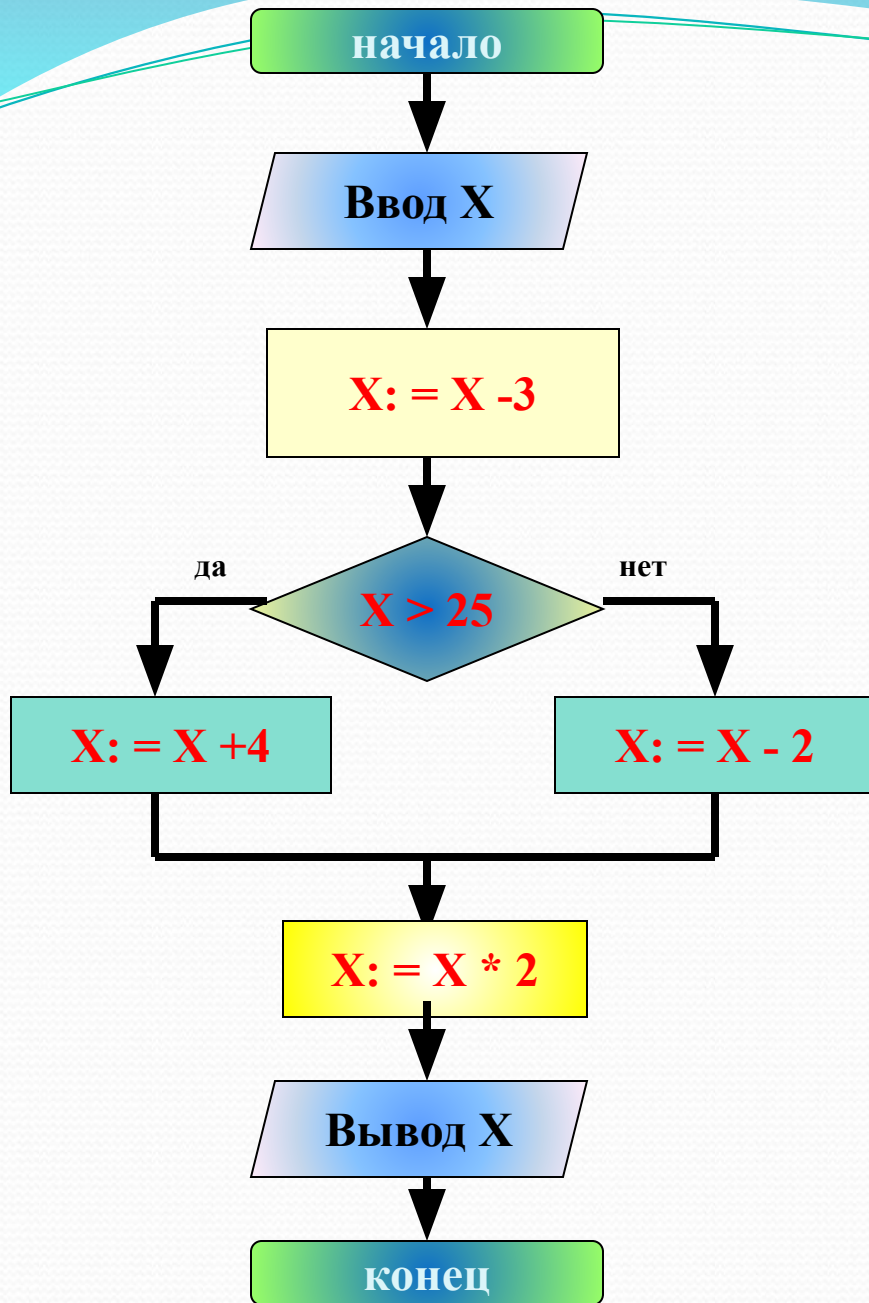 начало
Ввод X
X: = X -3
да
нет
X > 25
X: = X +4
X: = X - 2
X: = X * 2
Вывод X
конец